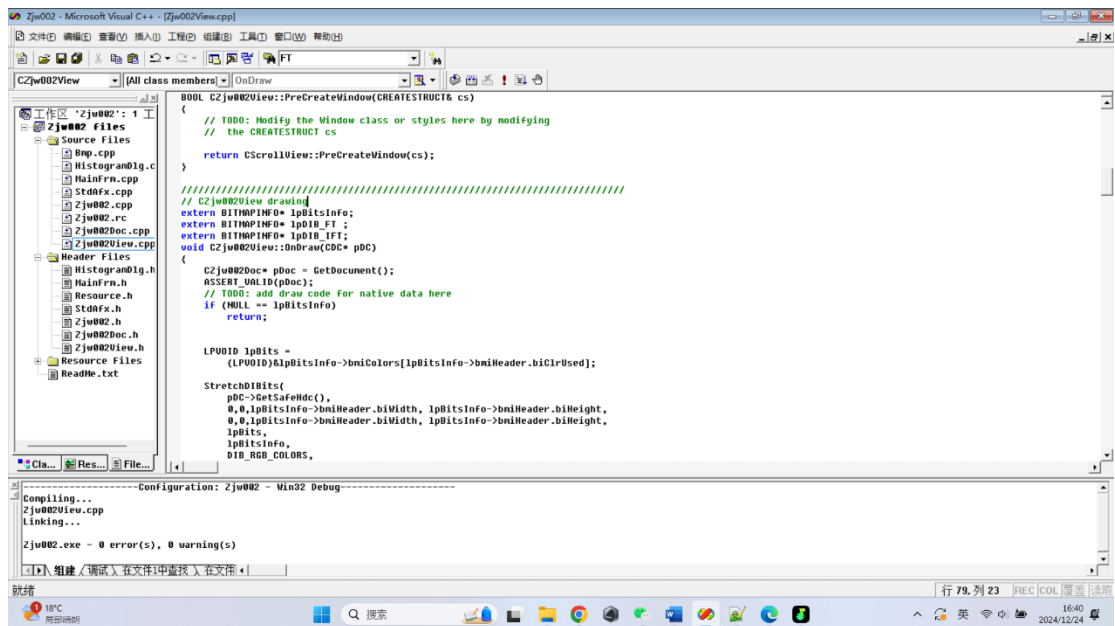 Zjw002 - Microsoft Visual C++ - [Zjw002View.cpp]
文件(F) 编辑(E) 查看(V) 插入(I) 工程(P) 组建(B) 工具(T) 窗口(W) 帮助(H)
FT
CZjw002View [All class members] OnDraw
工作区 'Zjw002': 1 工
Zjw002 files
Source Files
Bmp.cpp
HistogramDlg.c
MainFrm.cpp
StdAfx.cpp
Zjw002.cpp
Zjw002.rc
Zjw002Doc.cpp
Zjw002View.cpp
Header Files
HistogramDlg.h
MainFrm.h
Resource.h
StdAfx.h
Zjw002.h
Zjw002Doc.h
Zjw002View.h
Resource Files
ReadMe.txt
Cla... Res... File...
BOOL CZjw002View::PreCreateWindow(CREATESTRUCT& cs)
{
// TODO: Modify the Window class or styles here by modifying
// the CREATESTRUCT cs
return CScrollView::PreCreateWindow(cs);
}
/////////////////////////////////////////////////////////////////////////////
// CZjw002View drawing
extern BITMAPINFO* lpBitsInfo;
extern BITMAPINFO* lpDIB_FT ;
extern BITMAPINFO* lpDIB_IFT;
void CZjw002View::OnDraw(CDC* pDC)
{
CZjw002Doc* pDoc = GetDocument();
ASSERT_VALID(pDoc);
// TODO: add draw code for native data here
if (NULL == lpBitsInfo)
return;
LPVOID lpBits =
(LPVOID)&lpBitsInfo->bmiColors[lpBitsInfo->bmiHeader.biClrUsed];
StretchDIBits(
pDC->GetSafeHdc(),
0,0,lpBitsInfo->bmiHeader.biWidth, lpBitsInfo->bmiHeader.biHeight,
0,0,lpBitsInfo->bmiHeader.biWidth, lpBitsInfo->bmiHeader.biHeight,
lpBits,
lpBitsInfo,
DIB_RGB_COLORS,
--------------------Configuration: Zjw002 - Win32 Debug--------------------
Compiling...
Zjw002View.cpp
Linking...
Zjw002.exe - 0 error(s), 0 warning(s)
组建 调试 在文件1中查找 在文件
就绪 行 79, 列 23 REC COL 覆盖 读取
1 18°C
局部晴朗
搜索
英
16:40
2024/12/24